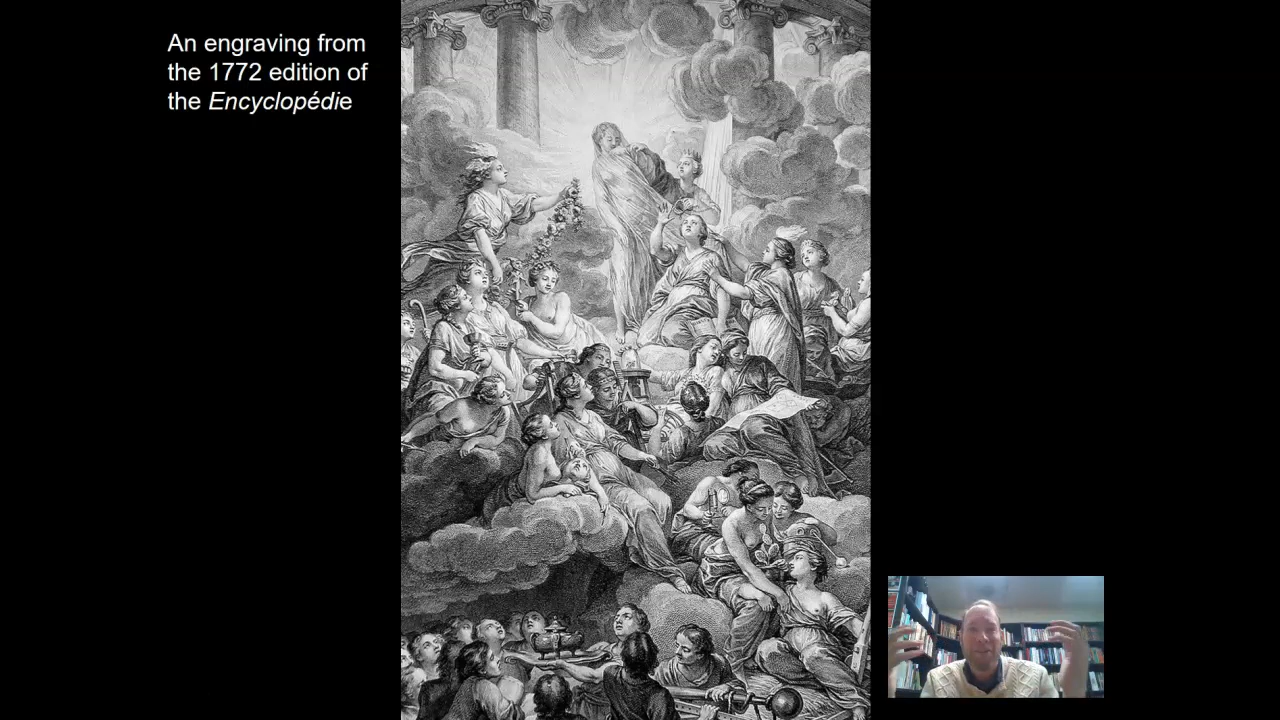 An engraving from
the 1772 edition of
the Encyclopédie